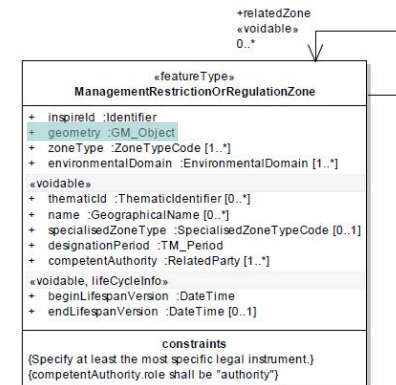 +relatedZone
«voidable»
0..*
«featureType»
ManagementRestrictionOrRegulationZone
+ inspireId :Identifier
+ geometry :GM_Object
+ zoneType :ZoneTypeCode [1..*]
+ environmentalDomain :EnvironmentalDomain [1..*]
«voidable»
+ thematicId :ThematicIdentifier [0..*]
+ name :GeographicalName [0..*]
+ specialisedZoneType :SpecialisedZoneTypeCode [0..1]
+ designationPeriod :TM_Period
+ competentAuthority :RelatedParty [1..*]
«voidable, lifeCycleInfo»
+ beginLifespanVersion :DateTime
+ endLifespanVersion :DateTime [0..1]
constraints
{Specify at least the most specific legal instrument.}
{competentAuthority.role shall be "authority"}